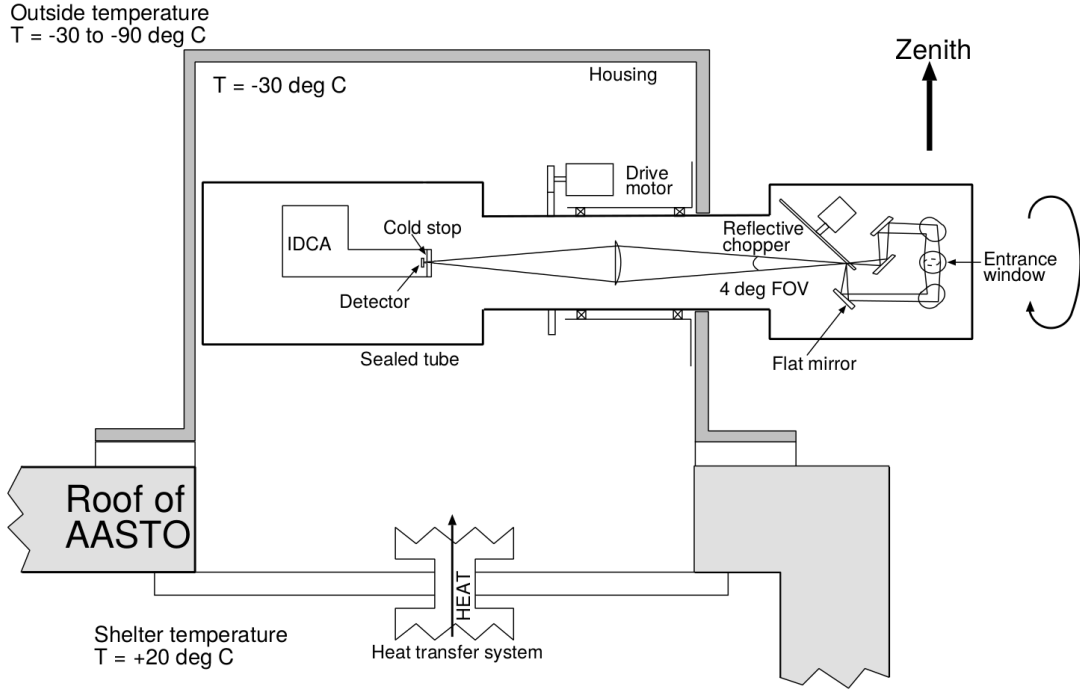 Outside temperature
T = -30 to -90 deg C
Zenith
T = -30 deg C
Housing
Drive
motor
Reflective
chopper
IDCA
Cold stop
Entrance
window
Detector
4 deg FOV
Sealed tube
Flat mirror
Roof of
AASTO
HEAT
Shelter temperature
T = +20 deg C
Heat transfer system